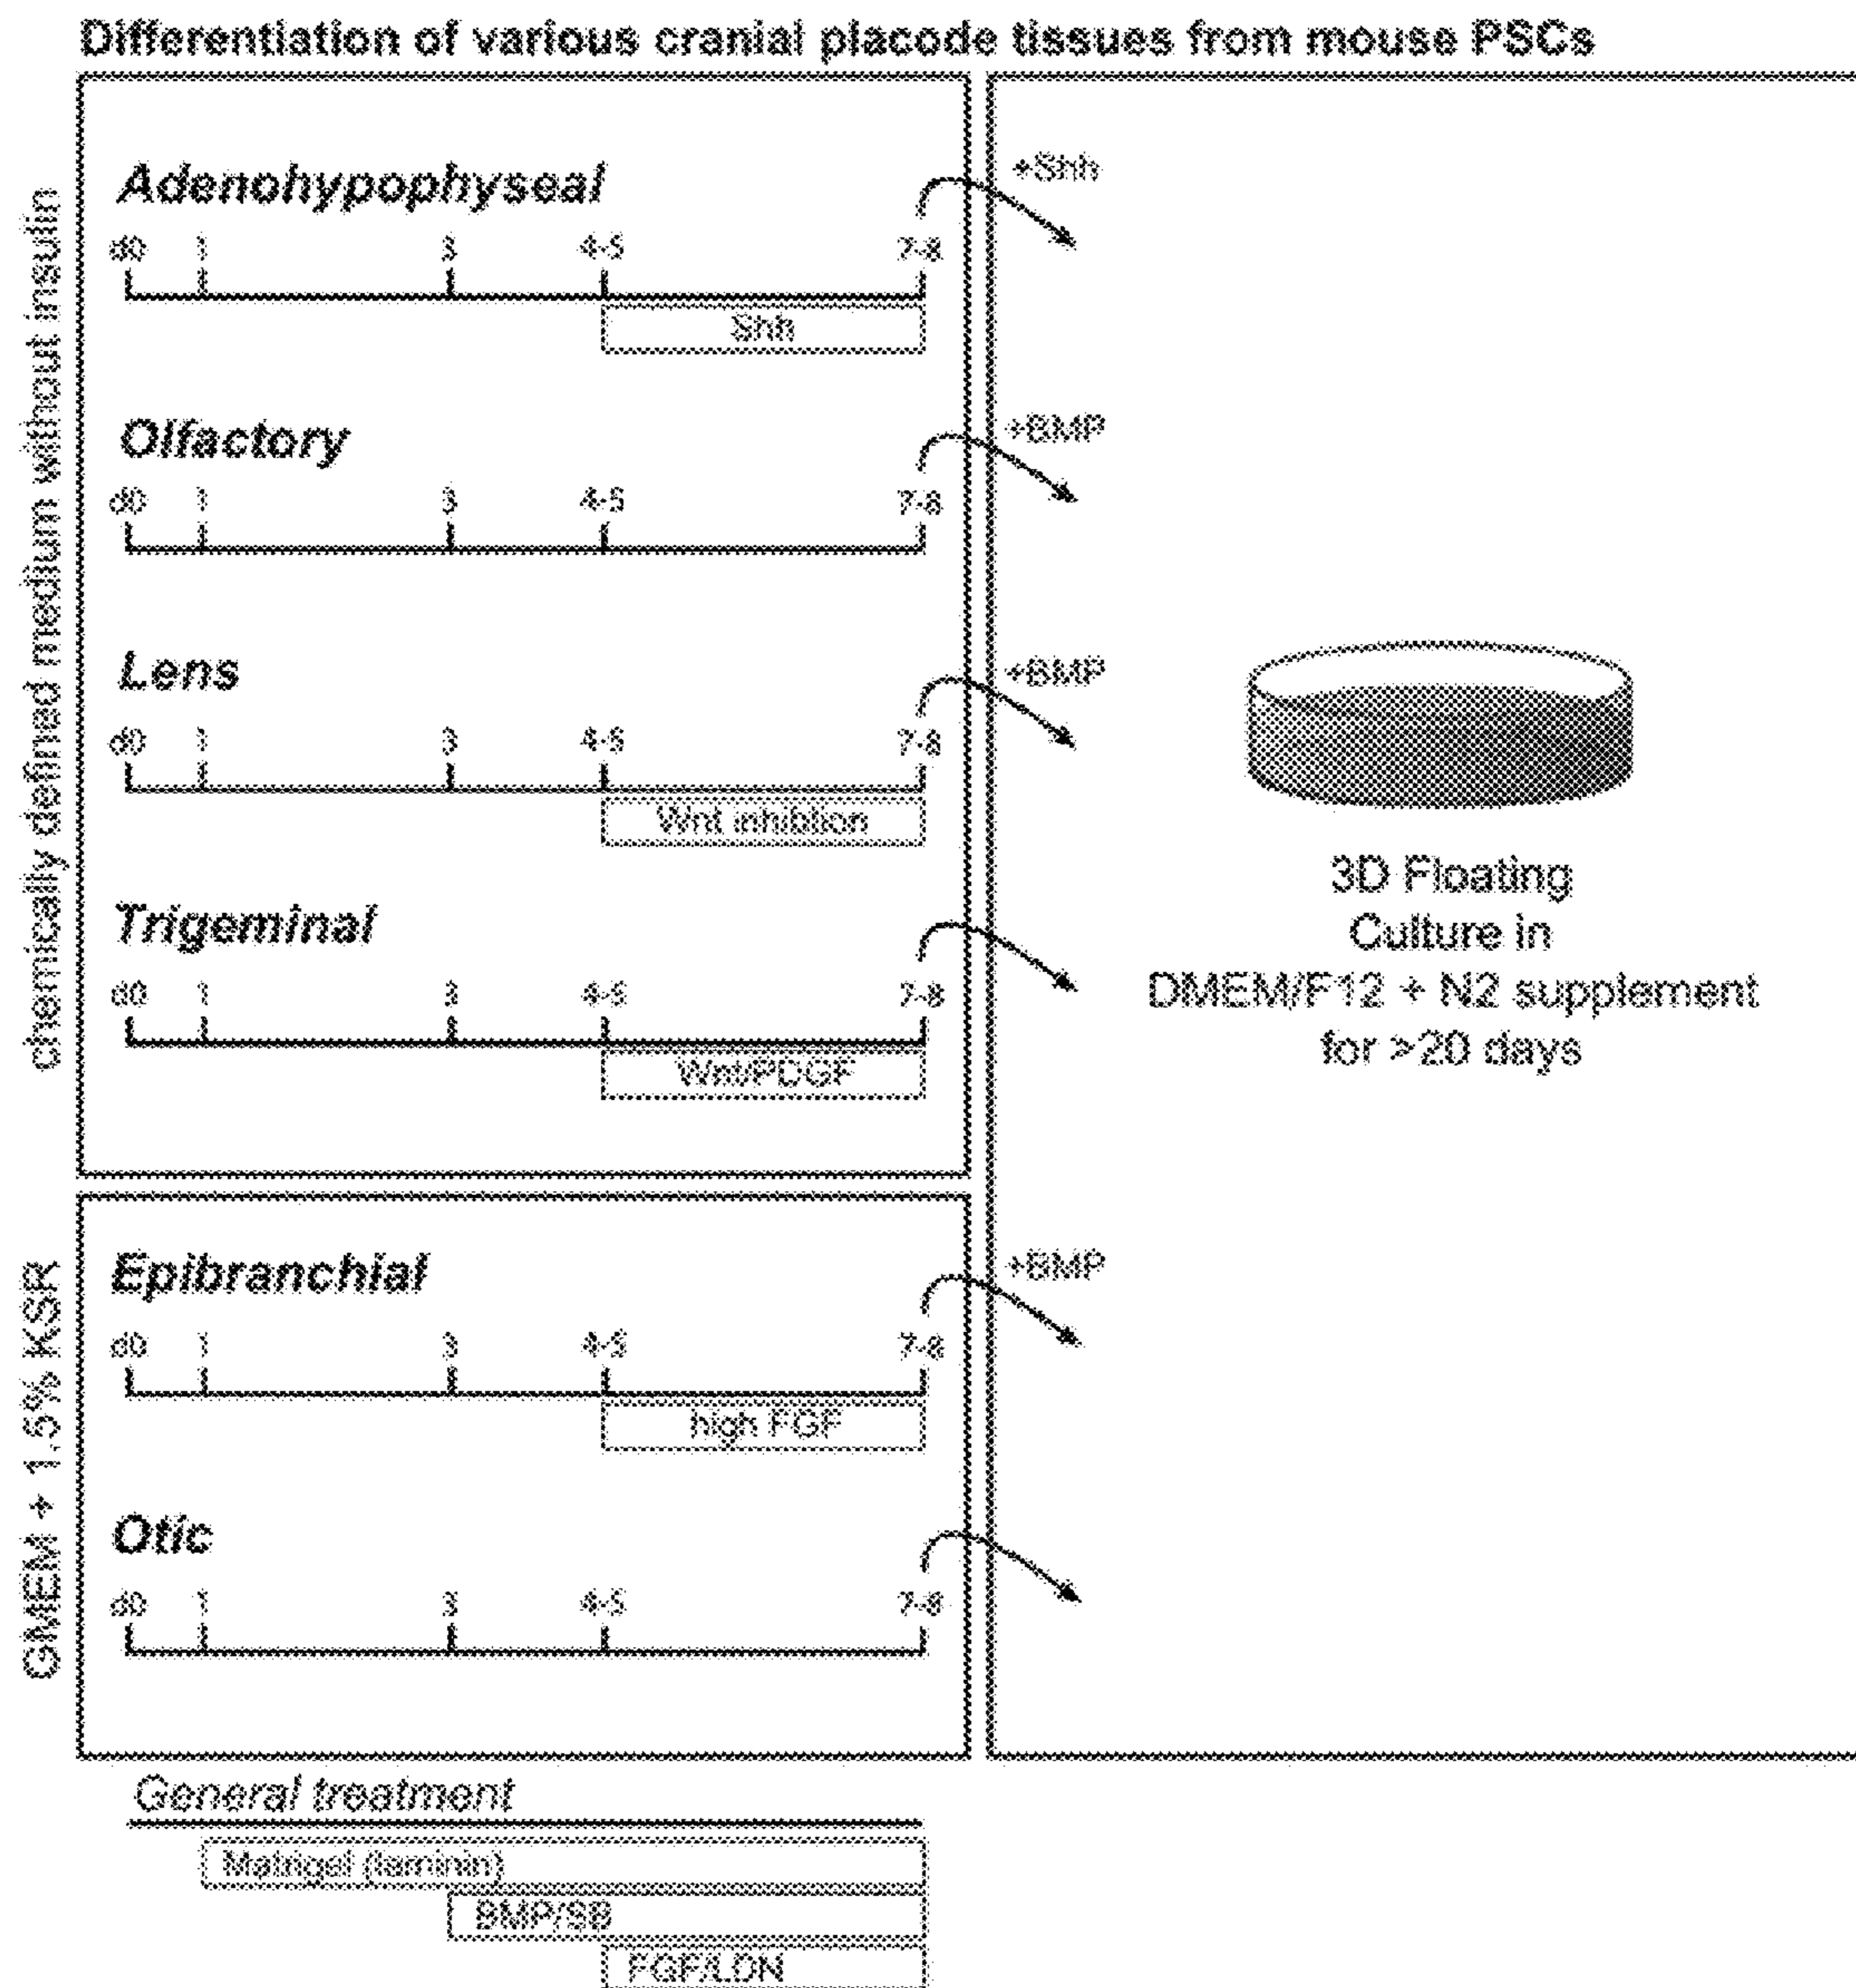 Differentiation of various cranial placode tissues from mouse PSCs
chemically defined medium without insulin
Adenohypophyseal
d0 1 3 4-5 7-8
Shh
+Shh
Olfactory
d0 1 3 4-5 7-8
+BMP
Lens
d0 1 3 4-5 7-8
Wnt inhibtion
+BMP
Trigeminal
d0 1 3 4-5 7-8
Wnt/PDGF
3D Floating
Culture in
DMEM/F12 + N2 supplement
for >20 days
GMEM + 1.5% KSR
Epibranchial
d0 1 3 4-5 7-8
high FGF
+BMP
Otic
d0 1 3 4-5 7-8
General treatment
Matrigel (laminin)
BMP/SB
FGF/LDN